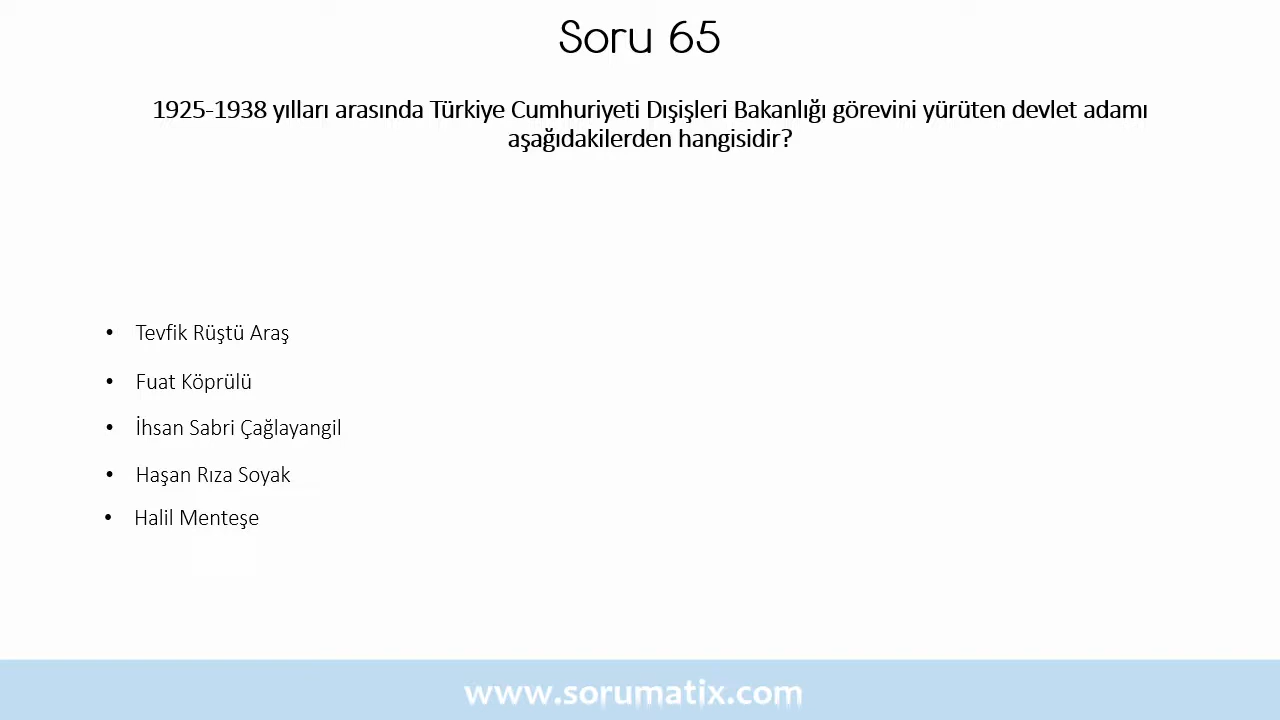 Soru 65
1925-1938 yılları arasında Türkiye Cumhuriyeti Dışişleri Bakanlığı görevini yürüten devlet adamı
aşağıdakilerden hangisidir?
• Tevfik Rüştü Araş
• Fuat Köprülü
• İhsan Sabri Çağlayangil
• Haşan Rıza Soyak
• Halil Menteşe
www.sorumatix.com